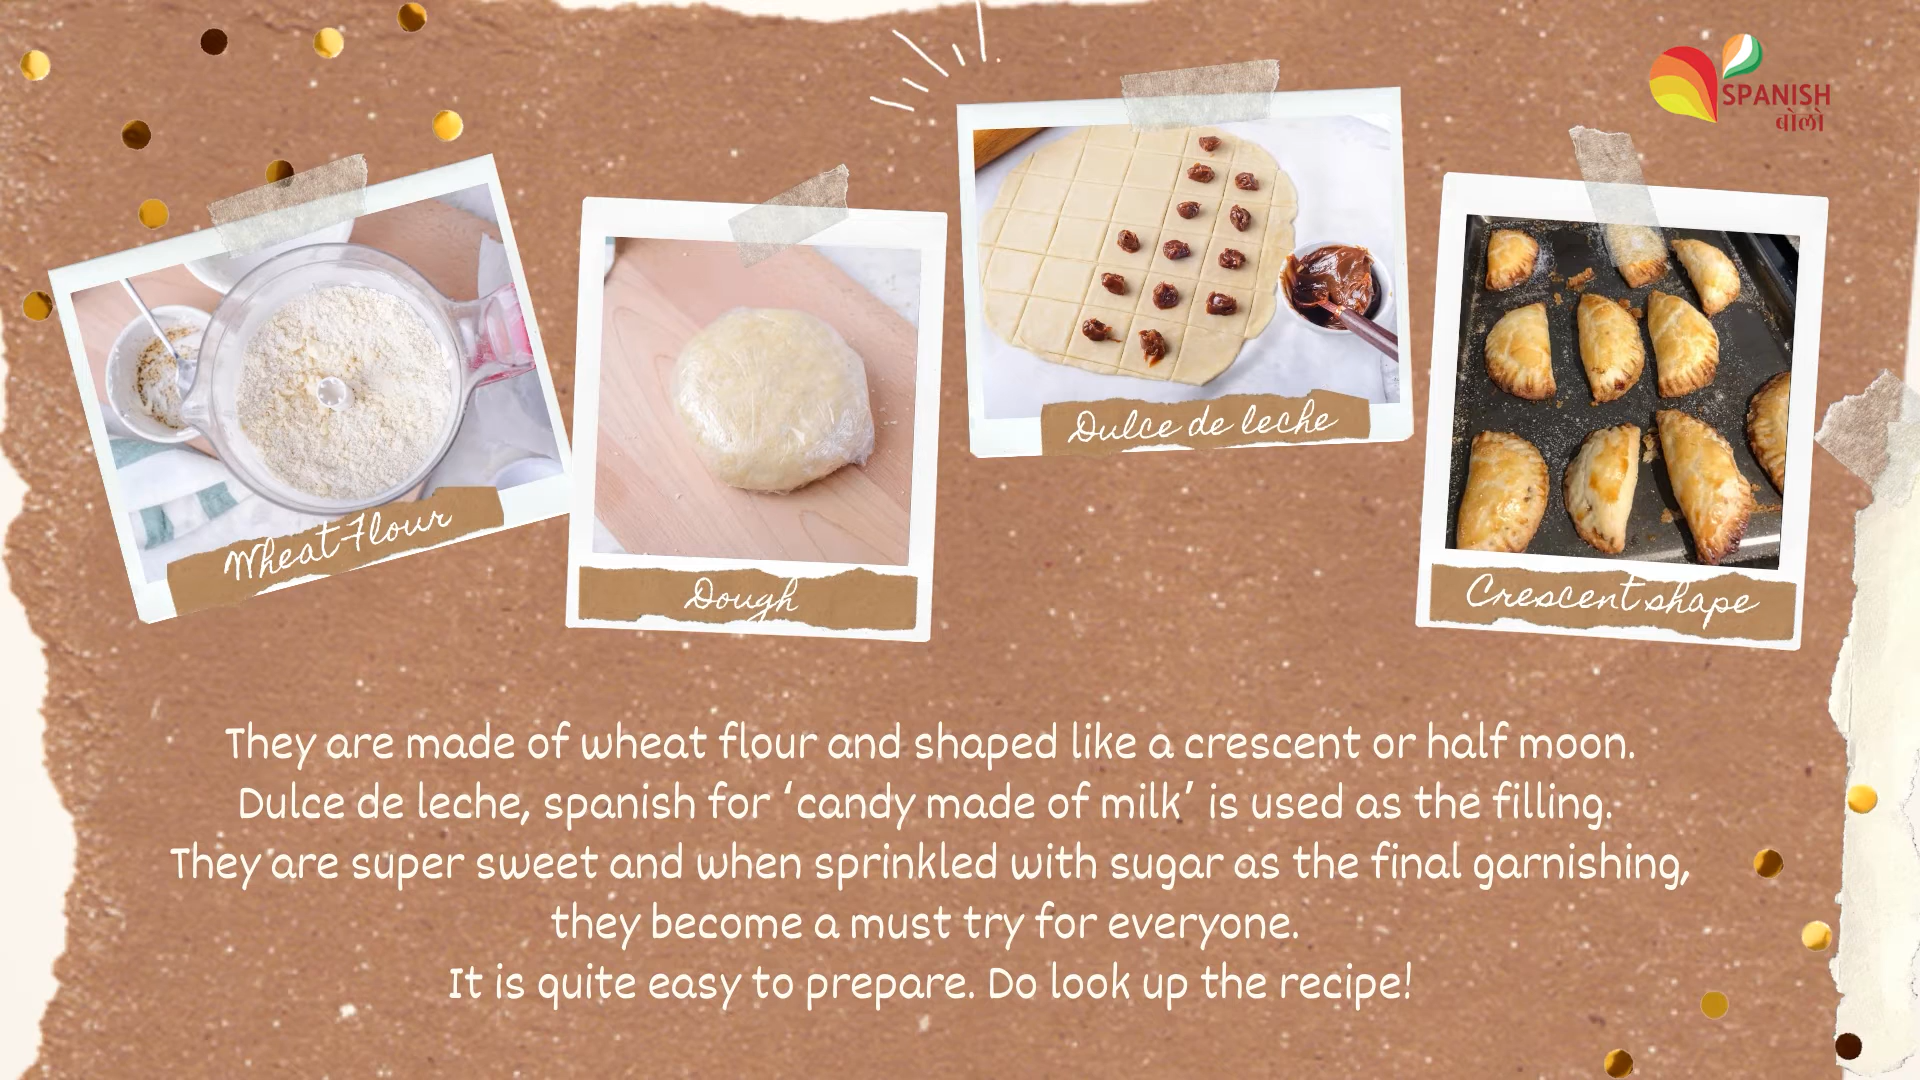 SPANISH
बोलो
Wheat Flour
Dough
Dulce de leche
Crescent shape
They are made of wheat flour and shaped like a crescent or half moon.
Dulce de leche, spanish for ‘candy made of milk’ is used as the filling.
They are super sweet and when sprinkled with sugar as the final garnishing,
they become a must try for everyone.
It is quite easy to prepare. Do look up the recipe!